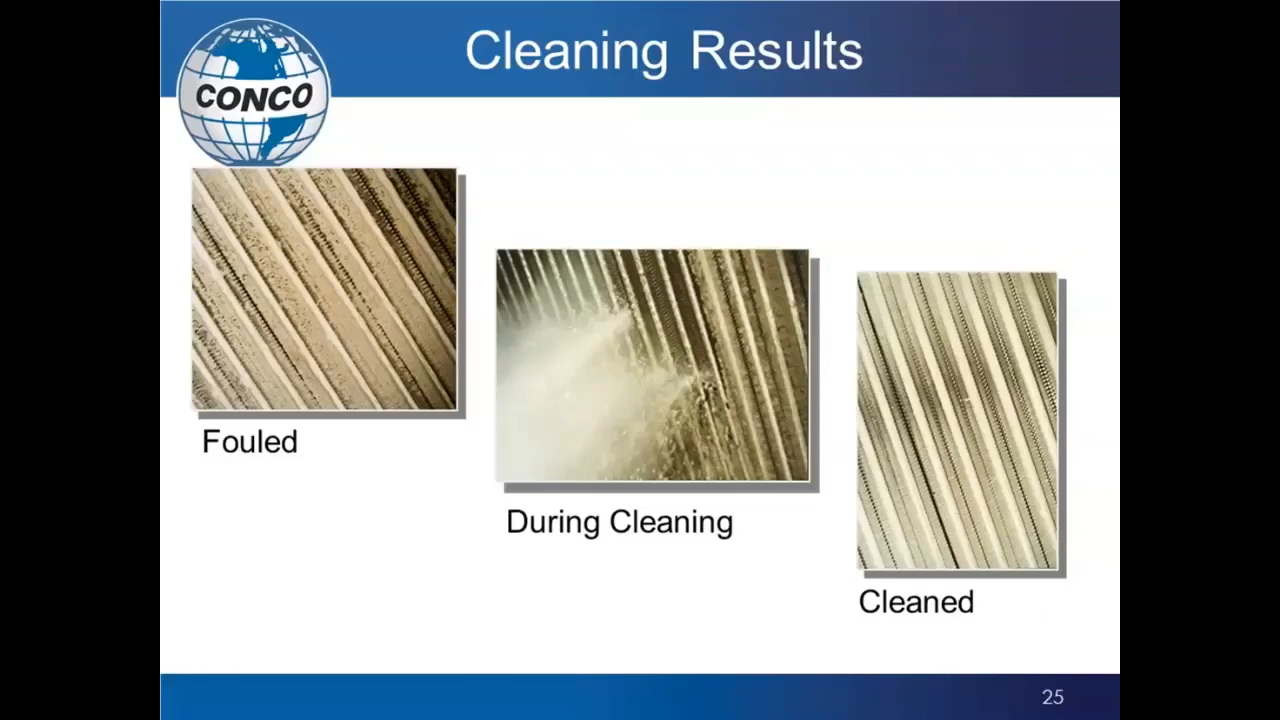 Cleaning Results
CONCO
Fouled
During Cleaning
Cleaned
25